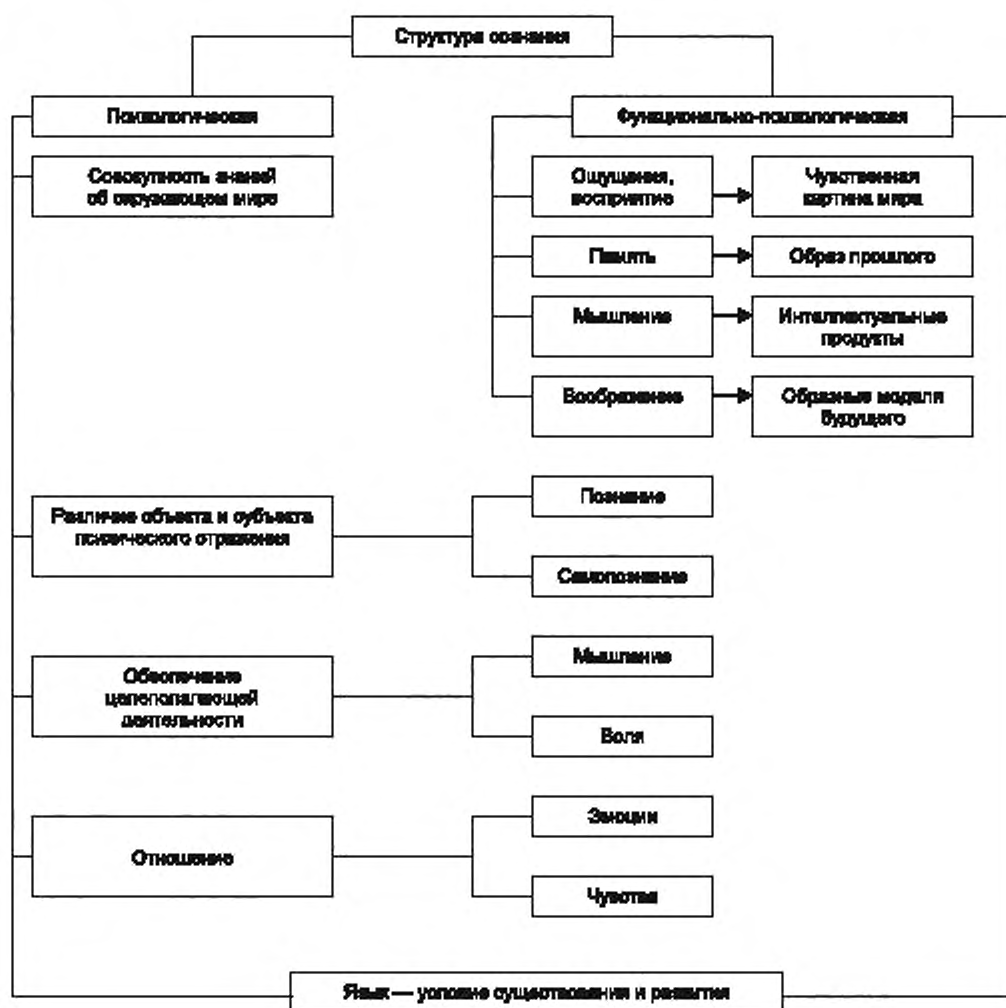 Структура сознания
Психологическая
Функционально-психологическая
Совокупность знаний
об окружающем мире
Ощущения,
восприятие
Чувственная
картина мира
Память
Образ прошлого
Мышление
Интеллектуальные
продукты
Воображение
Образные модели
будущего
Различие объекта и субъекта
психического отражения
Познание
Самопознание
Обеспечение
целеполагающей
деятельности
Мышление
Воля
Отношение
Эмоции
Чувства
Язык — условие существования и развития